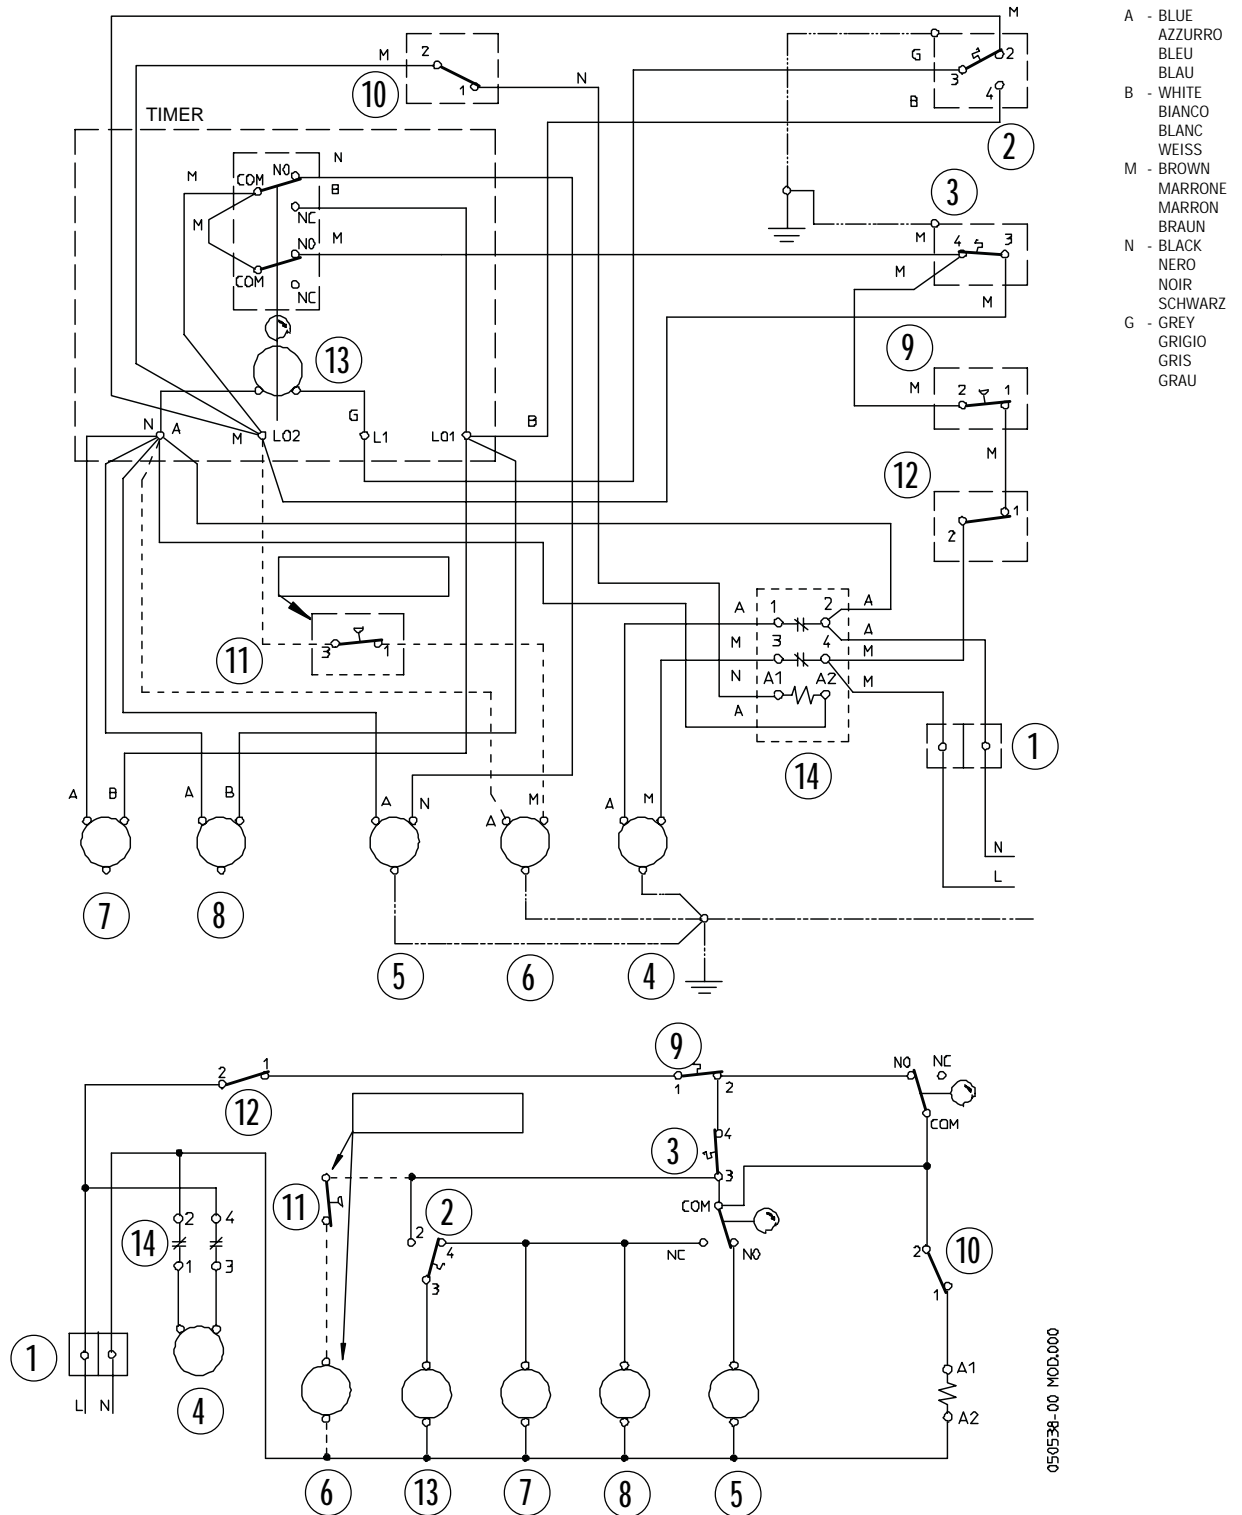 M
A - BLUE
AZZURRO
BLEU
BLAU
B - WHITE
BIANCO
BLANC
WEISS
M - BROWN
MARRONE
MARRON
BRAUN
N - BLACK
NERO
NOIR
SCHWARZ
G - GREY
GRIGIO
GRIS
GRAU
M 2 1 N
10
G 3 2
B 4
2
TIMER
3
M COM NO N
B
NC
M NO M
COM
NC
M 4 3
M
M
9
13
M 2 1
M
G
N A M LO2 L1 LO1 B
12
1
2
11
3 1
A 1 2 A
A
M 3 4 M
N A1 A2 M
A
14
1
A B A B A N A M A M
N
L
7 8 5 6 4
9
2 1
12
1 2
NO NC
COM
3
4
3
11
2
2 4
3
COM
NC NO
14
2 4
1 3
10
2
1
1
L N
4
A1
A2
6 13 7 8 5
050538-00 MOD.000